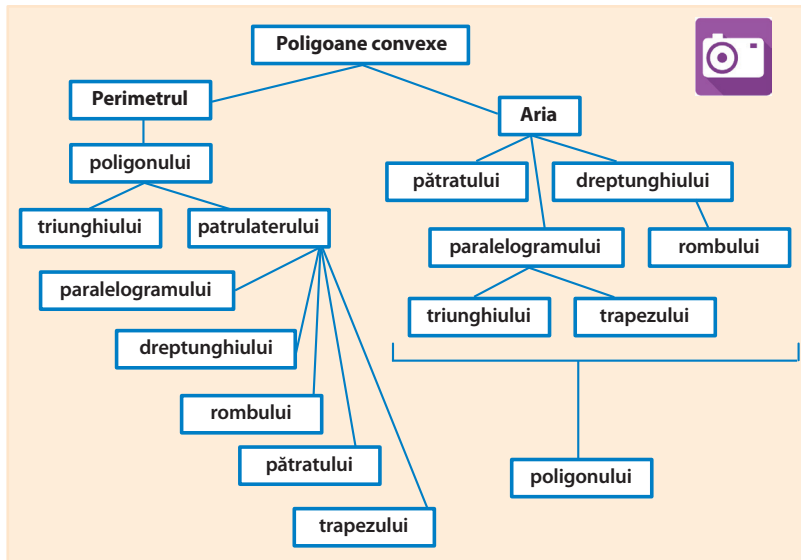 Poligoane convexe
Perimetrul
Aria
poligonului
pătratului
dreptunghiului
triunghiului
patrulaterului
paralelogramului
rombului
paralelogramului
triunghiului
trapezului
dreptunghiului
rombului
pătratului
poligonului
trapezului